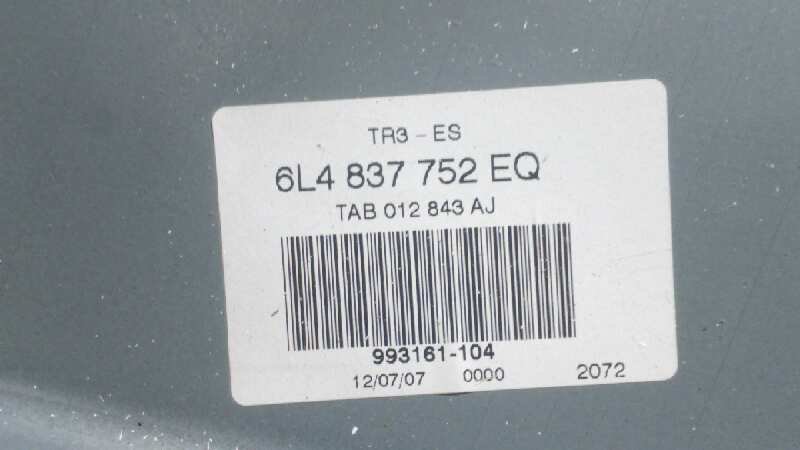 TR3 - ES
6L4 837 752 EQ
TAB 012 843 AJ
993161-104
12/07/07 0000 2072